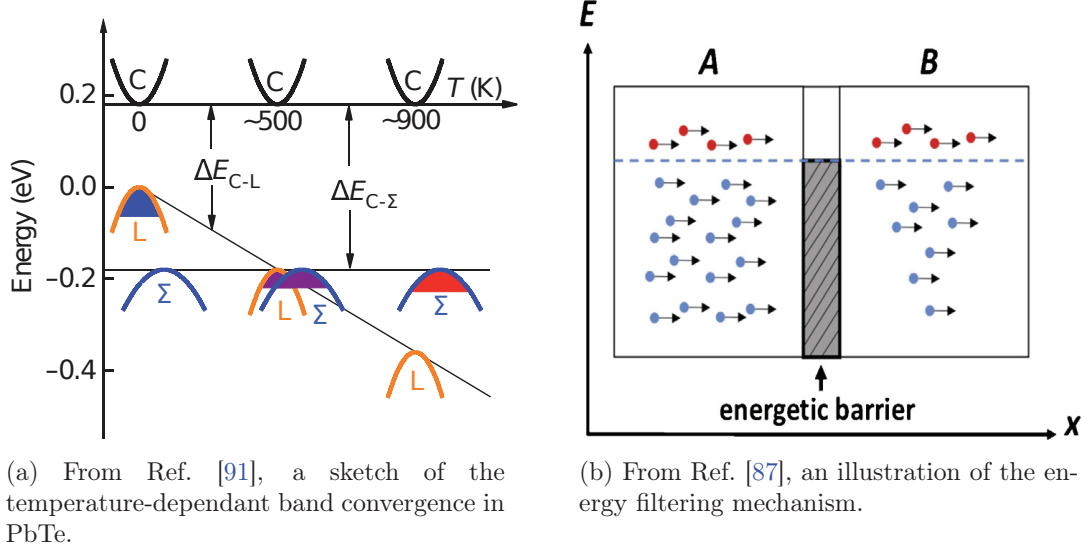 E
A
B
C
C
C
T (K)
0.2
0
~500
~900
ΔE_C-L
ΔE_C-Σ
0.0
Energy (eV)
L
−0.2
Σ
L
Σ
Σ
−0.4
L
energetic barrier
x
(a) From Ref. [91], a sketch of the
temperature-dependant band convergence in
PbTe.
(b) From Ref. [87], an illustration of the en-
ergy filtering mechanism.